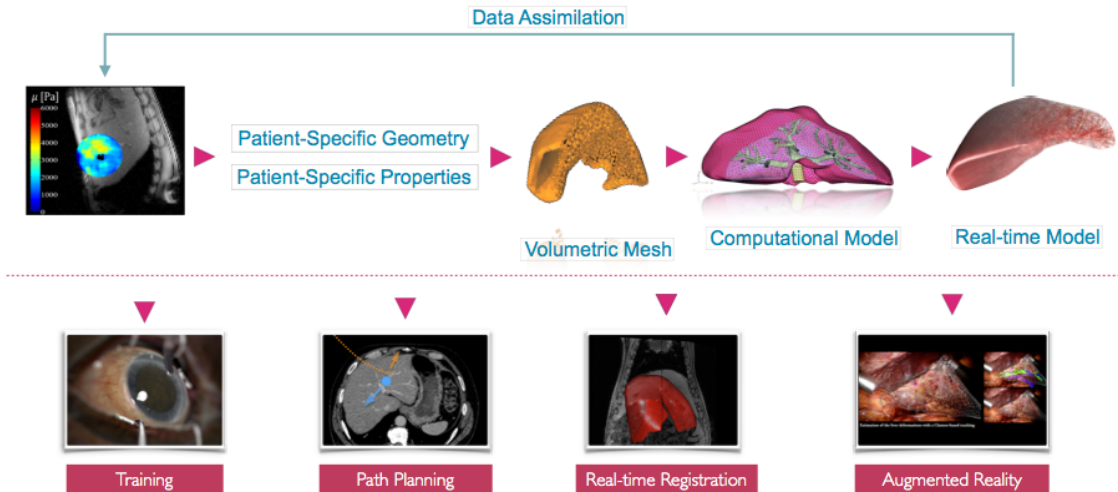 Data Assimilation
μ [Pa]
6000
5000
4000
3000
2000
1000
0
Patient-Specific Geometry
Patient-Specific Properties
Volumetric Mesh
Computational Model
Real-time Model
Training
Path Planning
Real-time Registration
Augmented Reality